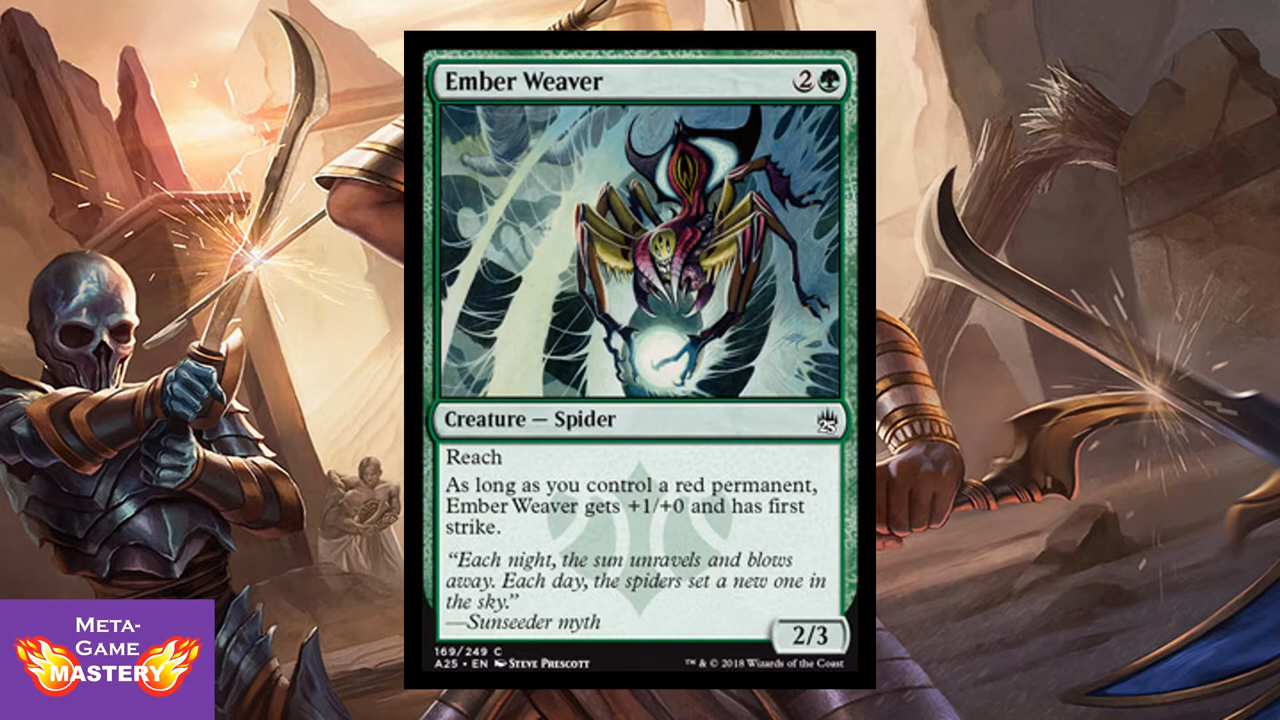 Ember Weaver 2
Creature — Spider
Reach
As long as you control a red permanent,
Ember Weaver gets +1/+0 and has first
strike.
“Each night, the sun unravels and blows
away. Each day, the spiders set a new one in
the sky.”
—Sunseeder myth
2/3
169/249 C
A25 • EN STEVE PRESCOTT
™ & © 2018 Wizards of the Coast
META-
GAME
MASTERY